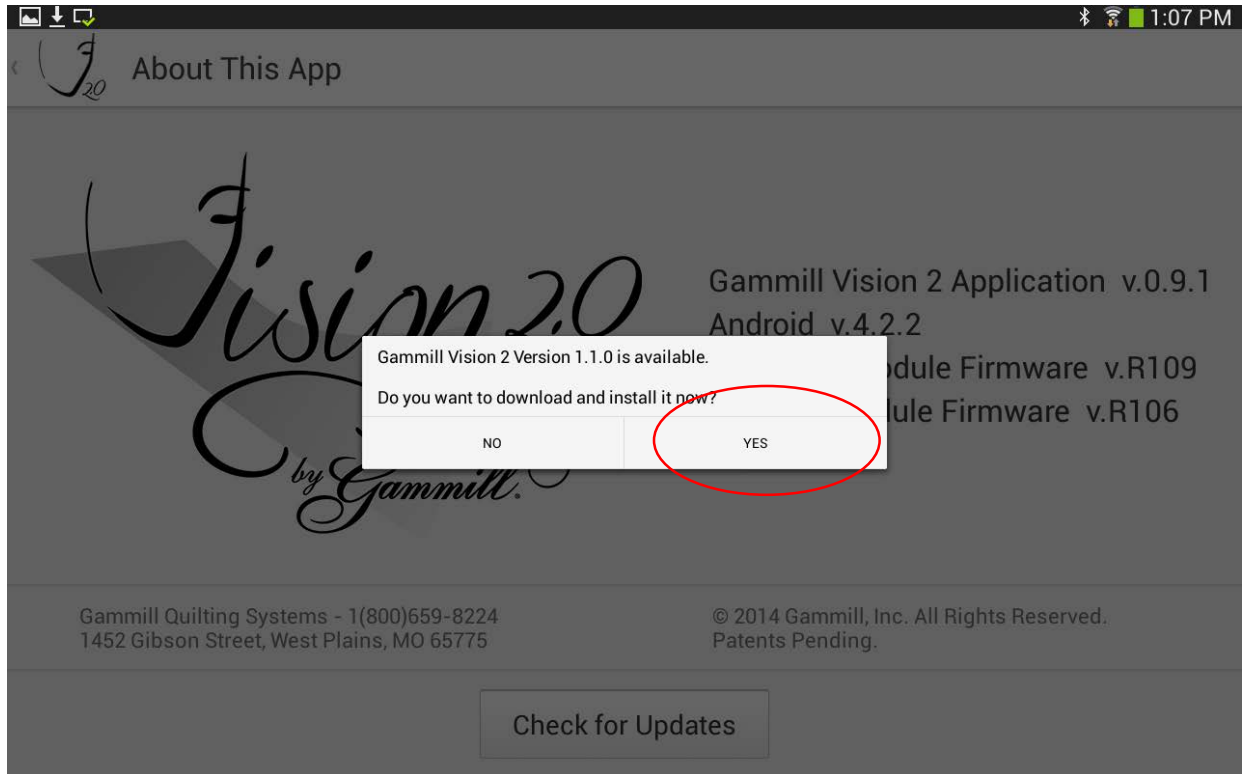 1:07 PM
2.0
About This App
Vision 2.0
by Gammill.
Gammill Vision 2 Application v.0.9.1
Android v.4.2.2
Firmware v.R109
Firmware v.R106
Gammill Vision 2 Version 1.1.0 is available.
Do you want to download and install it now?
NO
YES
Gammill Quilting Systems - 1(800)659-8224
1452 Gibson Street, West Plains, MO 65775
© 2014 Gammill, Inc. All Rights Reserved.
Patents Pending.
Check for Updates